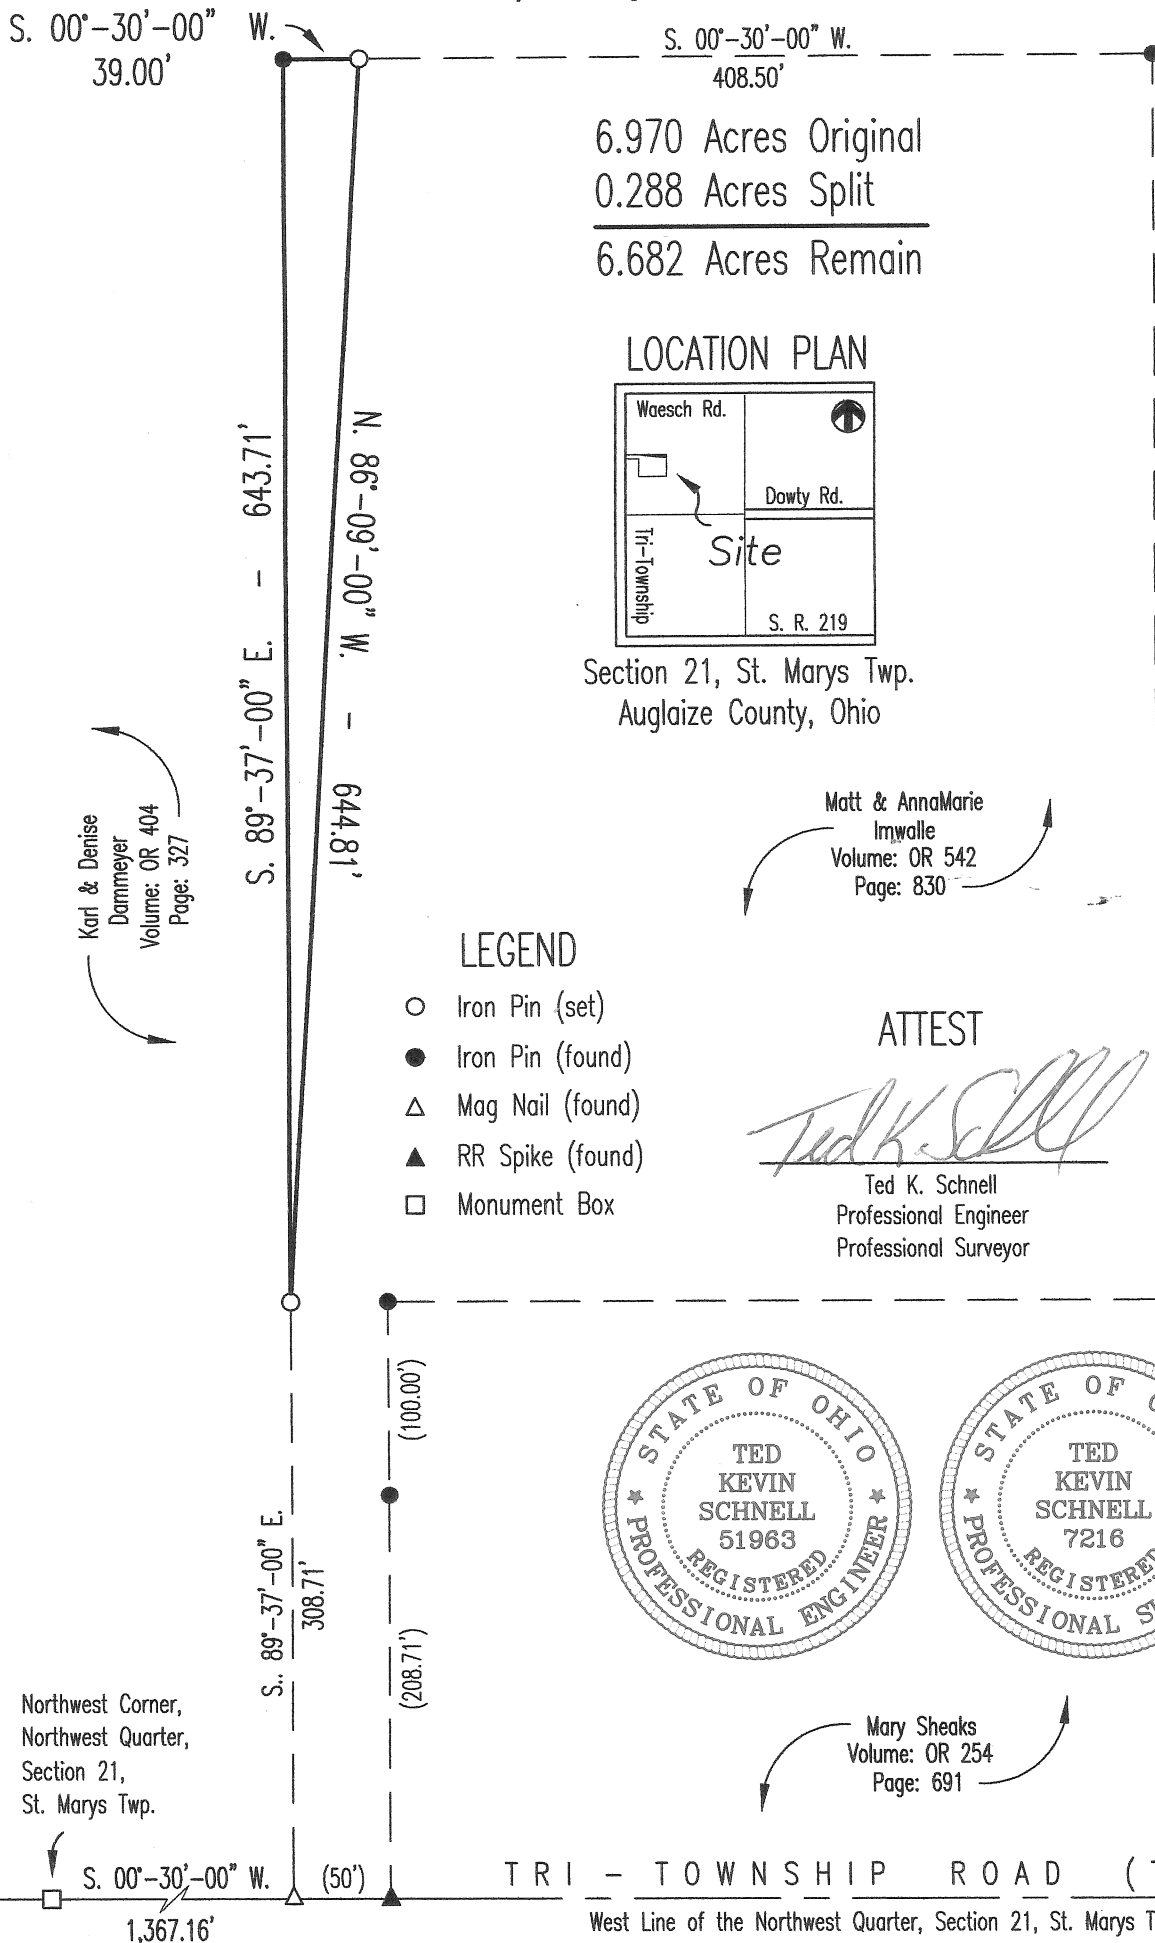 S. 00°-30'-00" W.
39.00'
S. 00°-30'-00" W.
408.50'
6.970 Acres Original
0.288 Acres Split
6.682 Acres Remain
LOCATION PLAN
Waesch Rd.
Dowty Rd.
Tri-Township
Site
S. R. 219
Section 21, St. Marys Twp.
Auglaize County, Ohio
S. 89°-37'-00" E. - 643.71'
N. 86°-09'-00" W. - 644.81'
Karl & Denise
Dammeyer
Volume: OR 404
Page: 327
Matt & AnnaMarie
Imwalle
Volume: OR 542
Page: 830
LEGEND
Iron Pin (set)
Iron Pin (found)
Mag Nail (found)
RR Spike (found)
Monument Box
ATTEST
Ted K. Schnell
Ted K. Schnell
Professional Engineer
Professional Surveyor
(100.00')
(208.71')
S.. 89°-37'-00" E.
308.71'
STATE OF OHIO
TED
KEVIN
SCHNELL
51963
REGISTERED
PROFESSIONAL ENGINEER
STATE OF
TED
KEVIN
SCHNELL
7216
REGISTERED
PROFESSIONAL
Northwest Corner,
Northwest Quarter,
Section 21,
St. Marys Twp.
Mary Sheaks
Volume: OR 254
Page: 691
S. 00°-30'-00" W.
1,367.16'
(50')
TRI-TOWNSHIP ROAD (
West Line of the Northwest Quarter, Section 21, St. Marys T